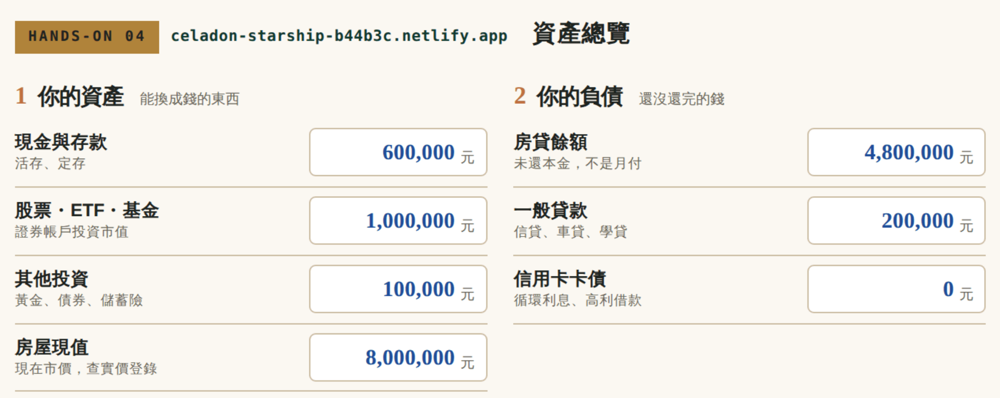 HANDS-ON 04 celadon-starship-b44b3c.netlify.app 資產總覽
1 你的資產 能換成錢的東西
現金與存款
活存、定存
600,000 元
股票・ETF・基金
證券帳戶投資市值
1,000,000 元
其他投資
黃金、債券、儲蓄險
100,000 元
房屋現值
現在市價，查實價登錄
8,000,000 元
2 你的負債 還沒還完的錢
房貸餘額
未還本金，不是月付
4,800,000 元
一般貸款
信貸、車貸、學貸
200,000 元
信用卡卡債
循環利息、高利借款
0 元